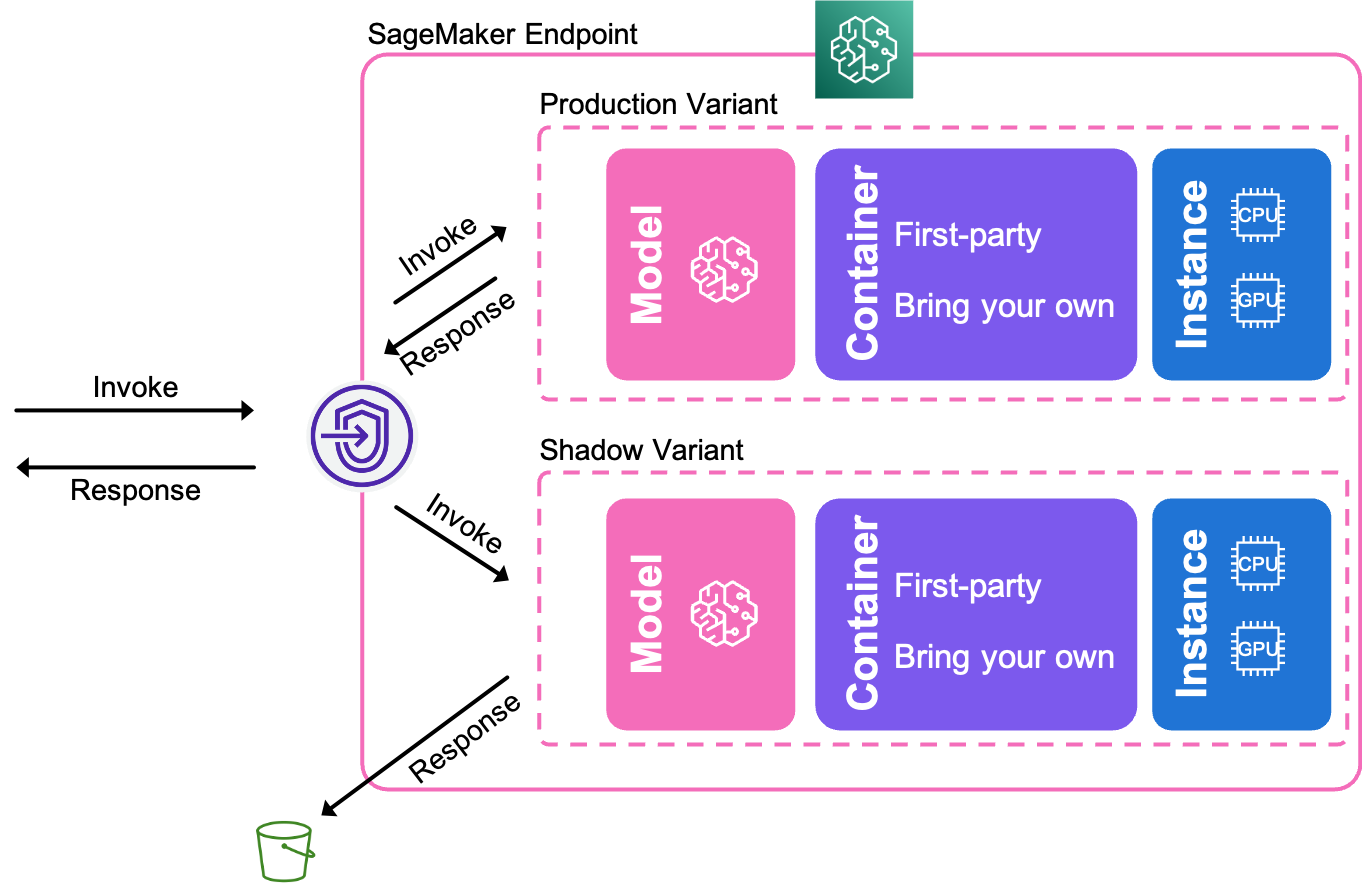 SageMaker Endpoint
Production Variant
Invoke
Response
Model
Container
First-party
Bring your own
Instance
CPU
GPU
Invoke
Response
Shadow Variant
Invoke
Response
Model
Container
First-party
Bring your own
Instance
CPU
GPU